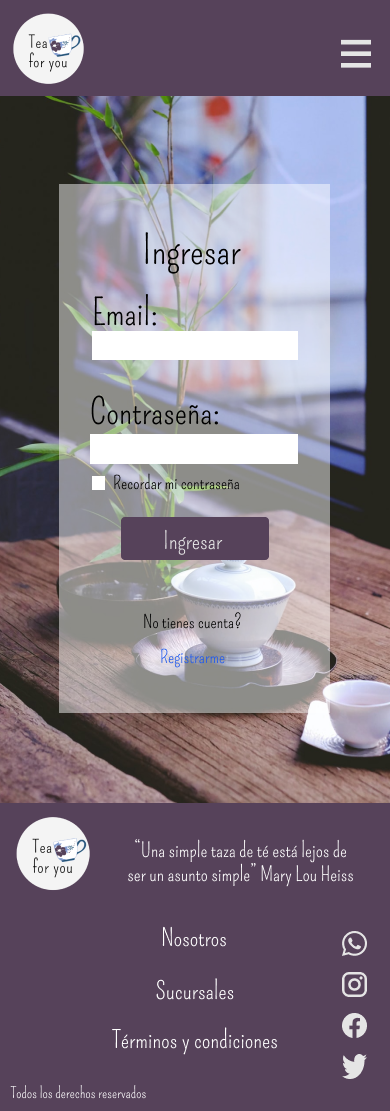 Tea
for you
Ingresar
Email:
Contraseña:
Recordar mi contraseña
Ingresar
No tienes cuenta?
Registrarme
Tea
for you
“Una simple taza de té está lejos de
ser un asunto simple” Mary Lou Heiss
Nosotros
Sucursales
Términos y condiciones
Todos los derechos reservados